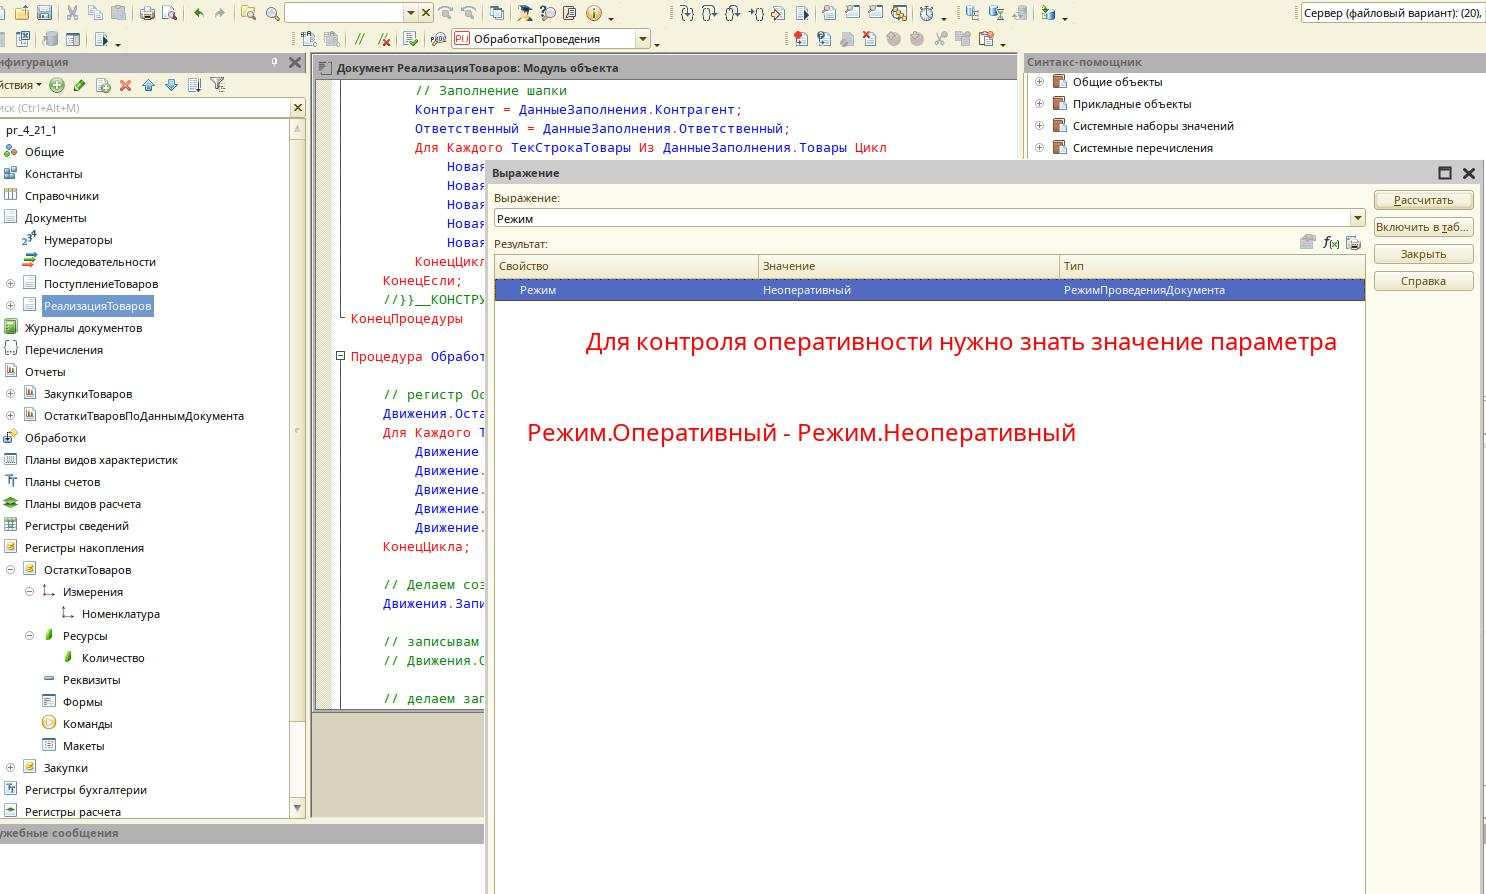 ОбработкаПроведения
Сервер (файловый вариант): (20),
нфигурация
йствия
иск (Ctrl+Alt+M)
pr_4_21_1
Общие
Константы
Справочники
Документы
Нумераторы
Последовательности
ПоступлениеТоваров
РеализацияТоваров
Журналы документов
Перечисления
Отчеты
ЗакупкиТоваров
ОстаткиТваровПоДаннымДокумента
Обработки
Планы видов характеристик
Планы счетов
Планы видов расчета
Регистры сведений
Регистры накопления
ОстаткиТоваров
Измерения
Номенклатура
Ресурсы
Количество
Реквизиты
Формы
Команды
Макеты
Закупки
Регистры бухгалтерии
Регистры расчета
ужебные сообщения
Документ РеализацияТоваров: Модуль объекта
// Заполнение шапки
Контрагент = ДанныеЗаполнения.Контрагент;
Ответственный = ДанныеЗаполнения.Ответственный;
Для Каждого ТекСтрокаТовары Из ДанныеЗаполнения.Товары Цикл
Новая
Новая
Новая
Новая
Новая
КонецЦикл
КонецЕсли;
//}}__КОНСТРУ
КонецПроцедуры
Процедура Обработ
// регистр Ос
Движения.Оста
Для Каждого Т
Движение
Движение.
Движение.
Движение.
Движение.
КонецЦикла;
// Делаем соз
Движения.Запи
// записывам
// Движения.О
// делаем зап
Синтакс-помощник
Общие объекты
Прикладные объекты
Системные наборы значений
Системные перечисления
Выражение
Выражение:
Режим
Результат:
Свойство Значение Тип
Режим Неоперативный РежимПроведенияДокумента
Рассчитать
Включить в таб...
Закрыть
Справка
Для контроля оперативности нужно знать значение параметра
Режим.Оперативный - Режим.Неоперативный